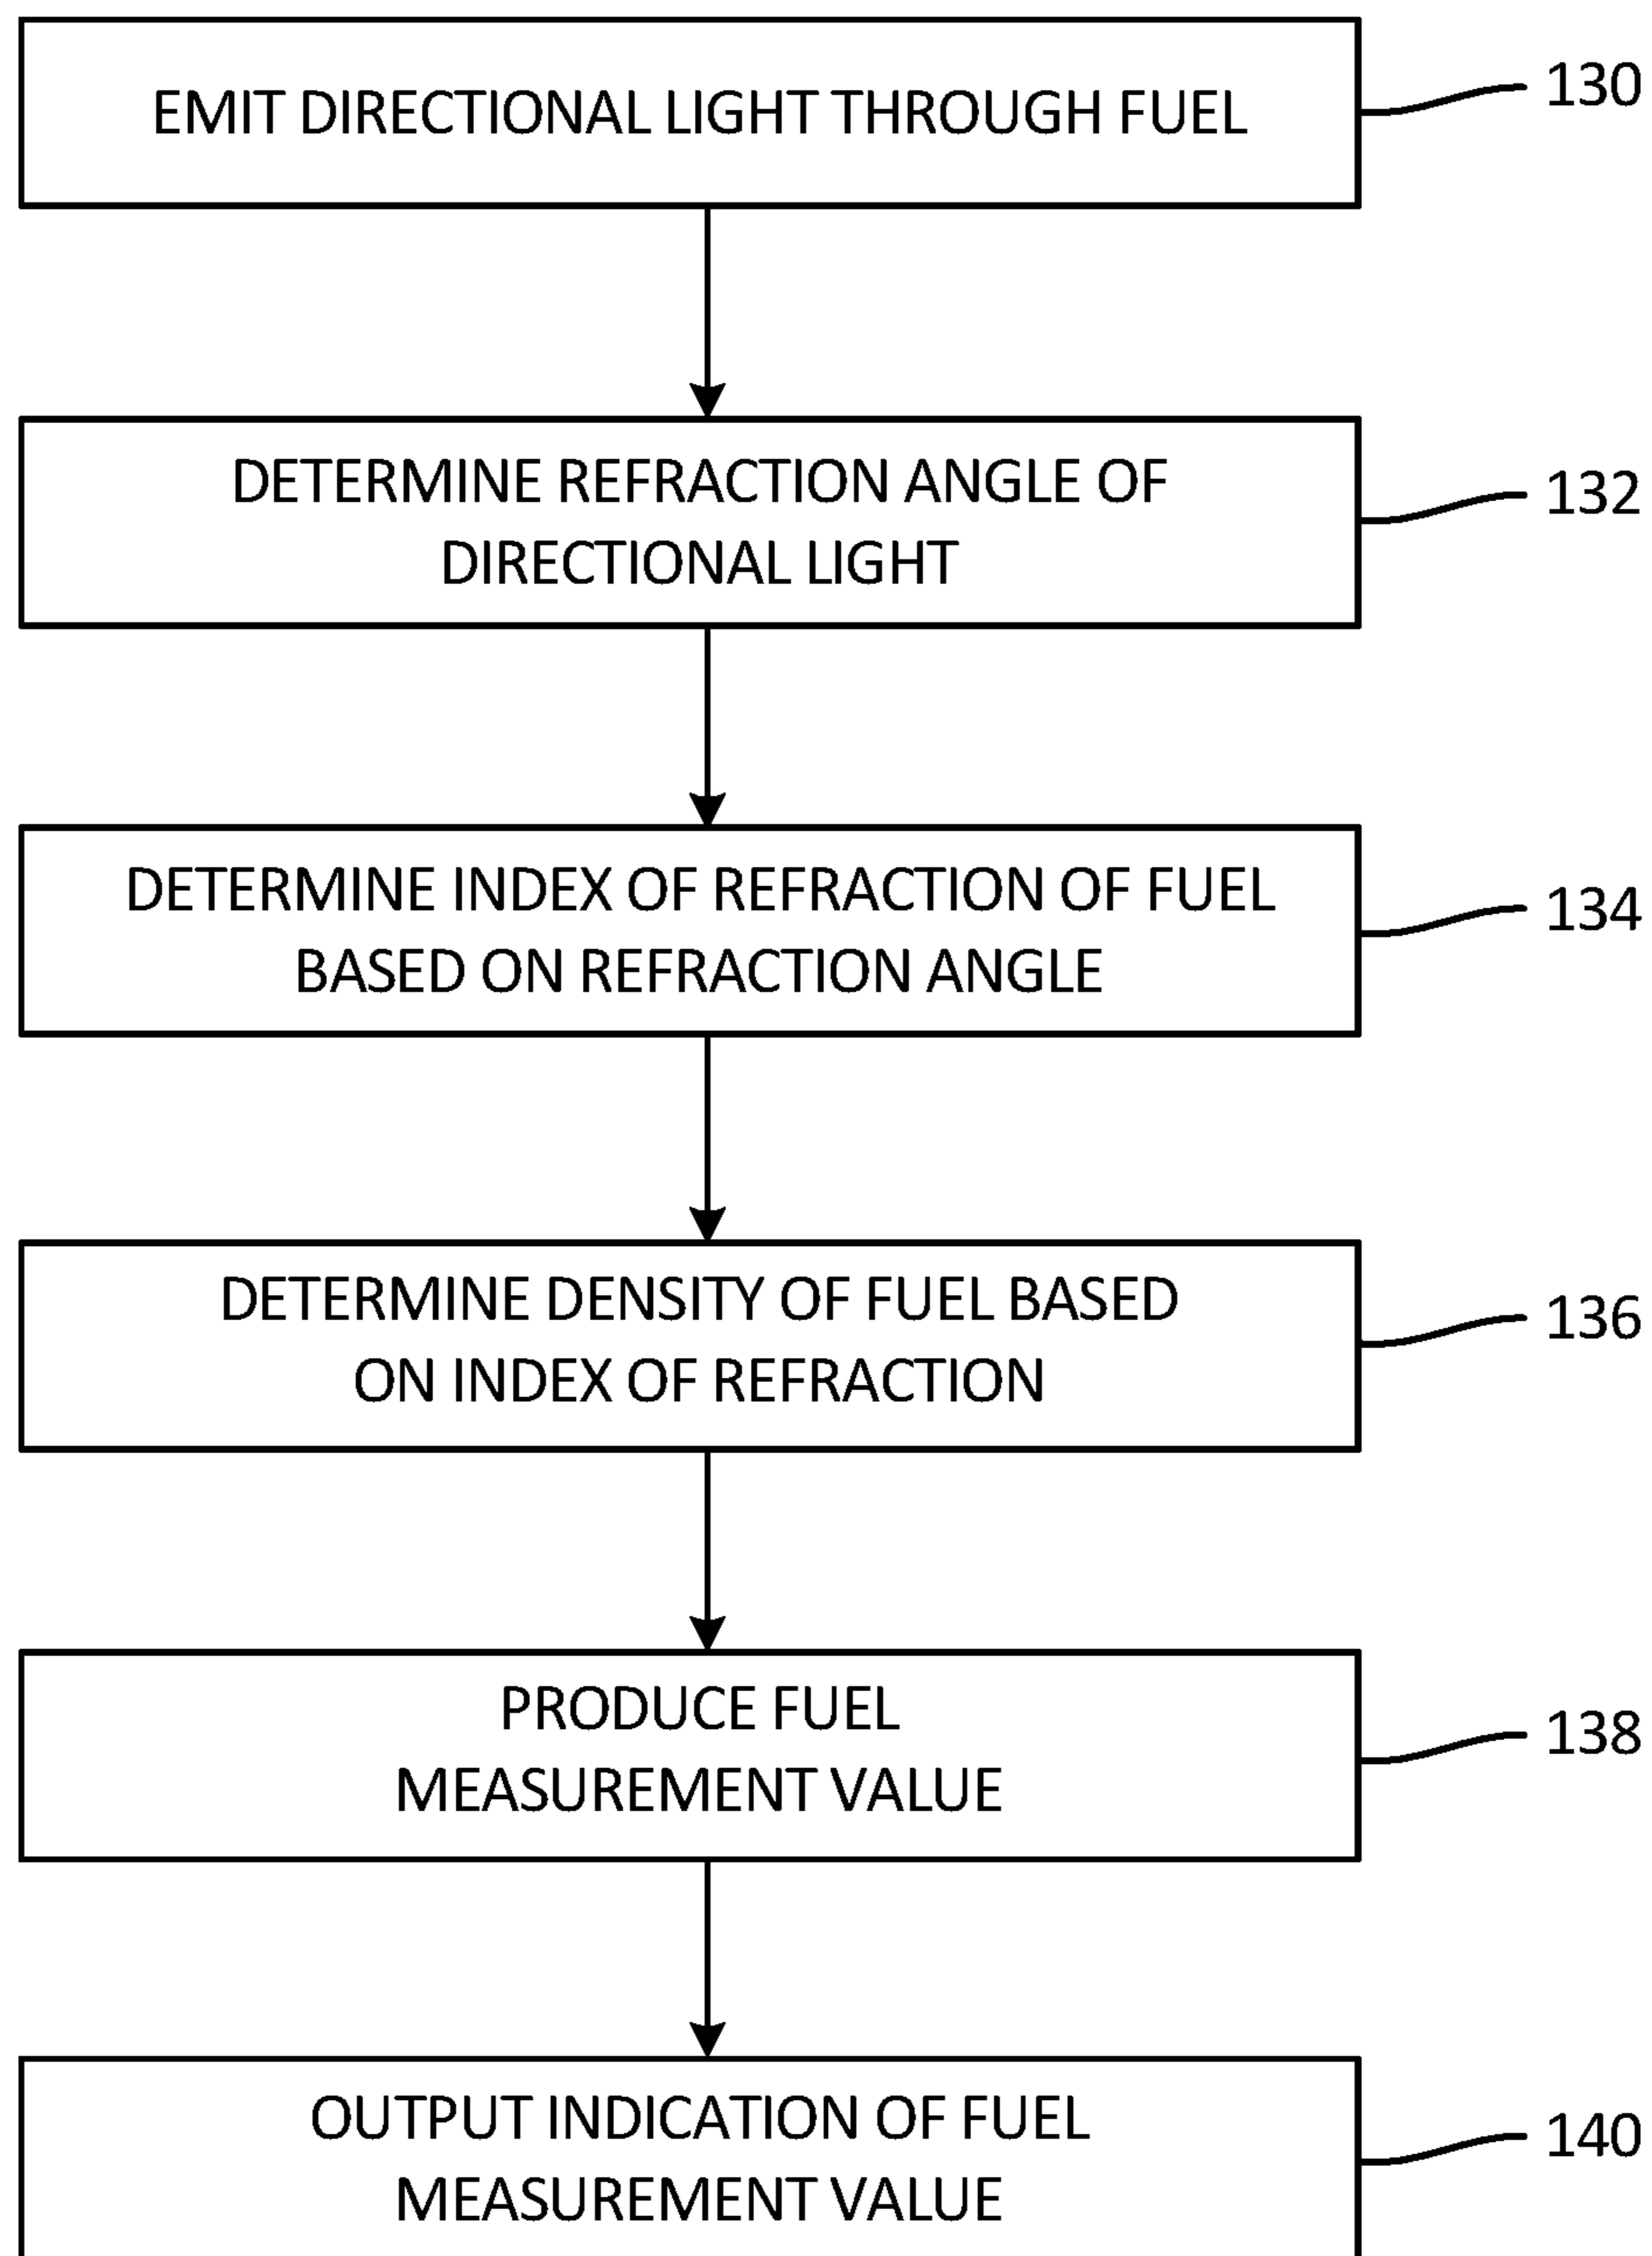 EMIT DIRECTIONAL LIGHT THROUGH FUEL
130
DETERMINE REFRACTION ANGLE OF
DIRECTIONAL LIGHT
132
DETERMINE INDEX OF REFRACTION OF FUEL
BASED ON REFRACTION ANGLE
134
DETERMINE DENSITY OF FUEL BASED
ON INDEX OF REFRACTION
136
PRODUCE FUEL
MEASUREMENT VALUE
138
OUTPUT INDICATION OF FUEL
MEASUREMENT VALUE
140